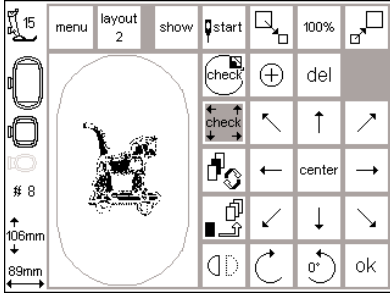 15
menu
layout
2
show
start
100%
check
del
check
center
# 8
106mm
89mm
0°
ok